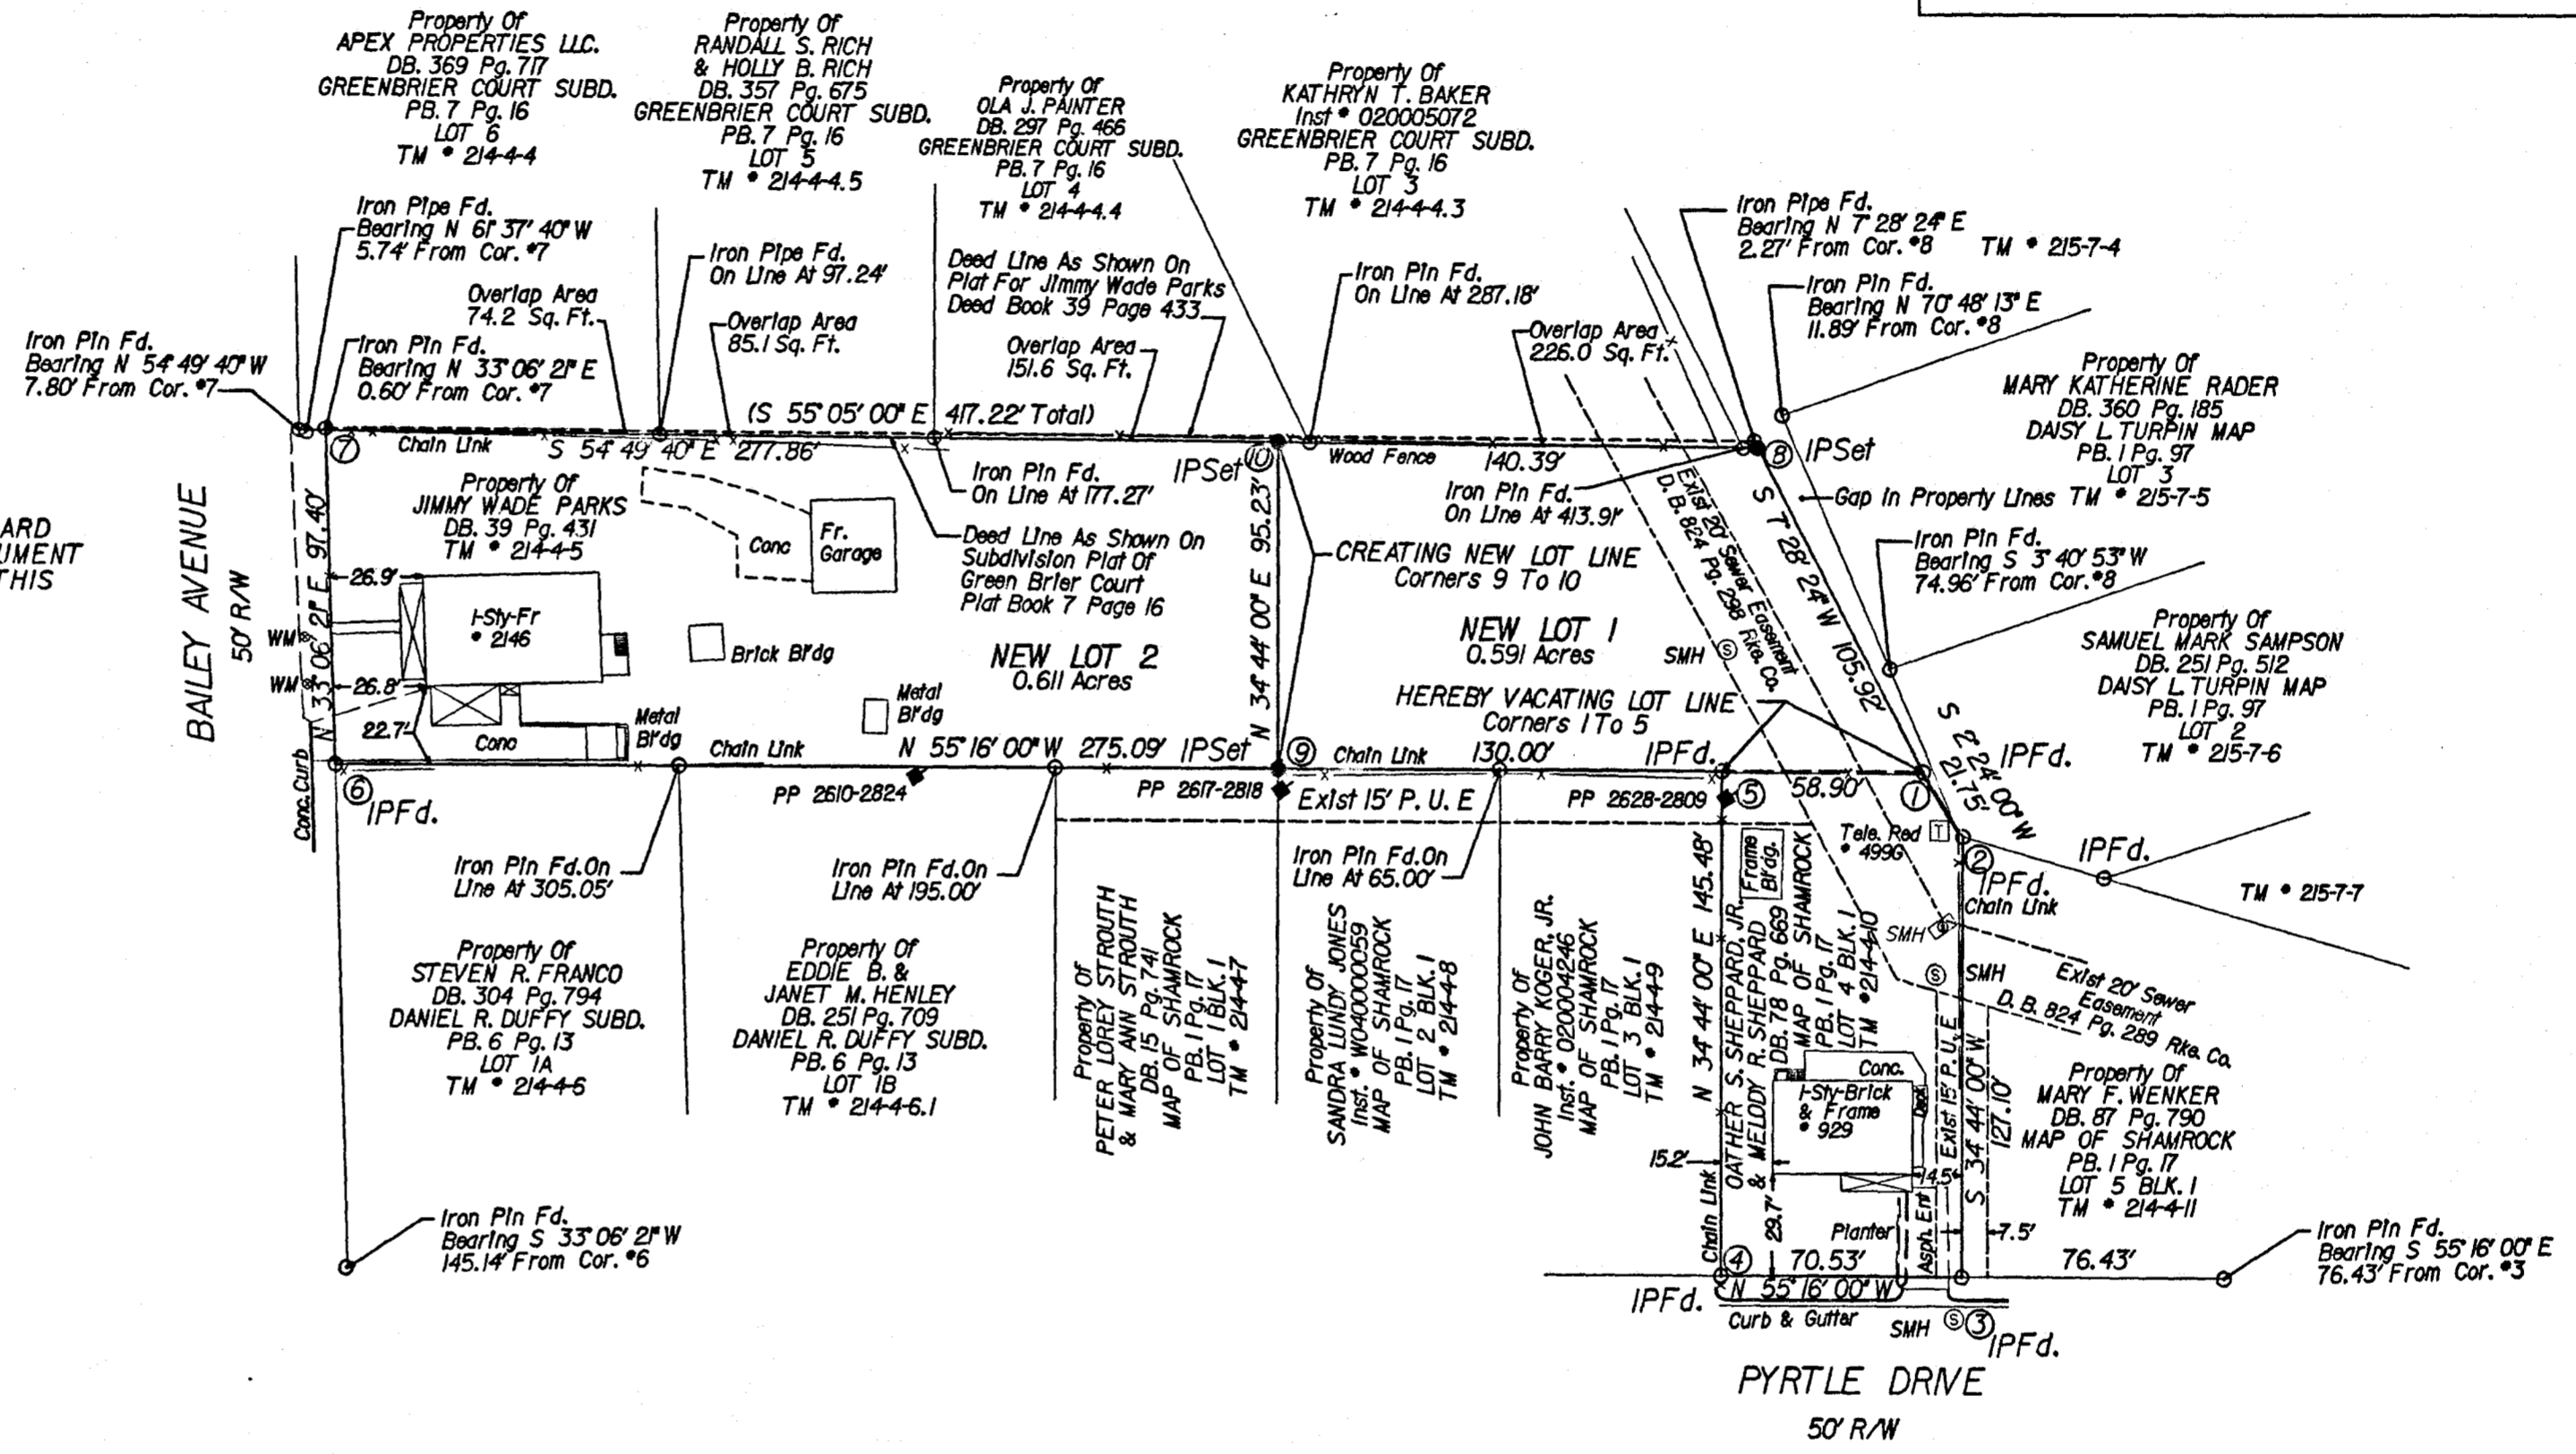 Property Of
APEX PROPERTIES LLC.
DB. 369 Pg. 717
GREENBRIER COURT SUBD.
PB. 7 Pg. 16
LOT 6
TM # 214-4-4
Property Of
RANDALL S. RICH
& HOLLY B. RICH
DB. 357 Pg. 675
GREENBRIER COURT SUBD.
PB. 7 Pg. 16
LOT 5
TM # 214-4-4.5
Property Of
OLA J. PAINTER
DB. 297 Pg. 466
GREENBRIER COURT SUBD.
PB. 7 Pg. 16
LOT 4
TM # 214-4-4.4
Property Of
KATHRYN T. BAKER
Inst # 020005072
GREENBRIER COURT SUBD.
PB. 7 Pg. 16
LOT 3
TM # 214-4-4.3
Iron Pipe Fd.
Bearing N 61° 37' 40" W
5.74' From Cor. #7
Iron Pipe Fd.
On Line At 97.24'
Deed Line As Shown On
Plat For Jimmy Wade Parks
Deed Book 39 Page 433
Iron Pin Fd.
On Line At 287.18'
Iron Pipe Fd.
Bearing N 7° 28' 24" E
2.27' From Cor. #8
TM # 215-7-4
Iron Pin Fd.
Bearing N 70° 48' 13" E
11.89' From Cor. #8
Iron Pin Fd.
Bearing N 54° 49' 40" W
7.80' From Cor. #7
Iron Pin Fd.
Bearing N 33° 06' 21" E
0.60' From Cor. #7
Overlap Area
74.2 Sq. Ft.
Overlap Area
85.1 Sq. Ft.
Overlap Area
151.6 Sq. Ft.
Overlap Area
226.0 Sq. Ft.
Property Of
MARY KATHERINE RADER
DB. 360 Pg. 185
DAISY L. TURPIN MAP
PB. 1 Pg. 97
LOT 3
TM # 215-7-5
(S 55° 05' 00" E 417.22' Total)
7
Chain Link
S 54° 49' 40" E 277.86'
IPSet
10
Wood Fence
140.39'
8
IPSet
Iron Pin Fd.
On Line At 177.27'
Iron Pin Fd.
On Line At 413.91'
Gap In Property Lines
S 7° 28' 24" W 105.92'
Exist 20' Sewer Easement
D. B. 824 Pg. 298 Rke. Co.
Iron Pin Fd.
Bearing S 3° 40' 53" W
74.96' From Cor. #8
ARD
UMENT
THIS
BAILEY AVENUE
50' R/W
N 33° 06' 21" E 97.40'
Property Of
JIMMY WADE PARKS
DB. 39 Pg. 431
TM # 214-4-5
Conc
Fr.
Garage
Deed Line As Shown On
Subdivision Plat Of
Green Brier Court
Plat Book 7 Page 16
N 34° 44' 00" E 95.23'
CREATING NEW LOT LINE
Corners 9 To 10
26.9'
1-Sty-Fr
# 2146
WM
WM
26.8'
22.7'
Brick Bl'dg
Metal
Bl'dg
Metal
Bl'dg
Conc
Conc. Curb
NEW LOT 2
0.611 Acres
NEW LOT 1
0.591 Acres
SMH
S
HEREBY VACATING LOT LINE
Corners 1 To 5
Property Of
SAMUEL MARK SAMPSON
DB. 251 Pg. 512
DAISY L. TURPIN MAP
PB. 1 Pg. 97
LOT 2
TM # 215-7-6
S 2° 24' 00" W
21.75'
6
IPFd.
Chain Link
N 55° 16' 00" W 275.09'
IPSet
9
Chain Link
130.00'
IPFd.
5
58.90'
1
IPFd.
PP 2610-2824
PP 2617-2818
Exist 15' P. U. E
PP 2628-2809
Tele. Ped
# 499G
T
2
IPFd.
Chain Link
IPFd.
TM # 215-7-7
Iron Pin Fd.On
Line At 305.05'
Iron Pin Fd.On
Line At 195.00'
Iron Pin Fd.On
Line At 65.00'
Property Of
STEVEN R. FRANCO
DB. 304 Pg. 794
DANIEL R. DUFFY SUBD.
PB. 6 Pg. 13
LOT 1A
TM # 214-4-6
Property Of
EDDIE B. &
JANET M. HENLEY
DB. 251 Pg. 709
DANIEL R. DUFFY SUBD.
PB. 6 Pg. 13
LOT 1B
TM # 214-4-6.1
Property Of
PETER LOREY STROUTH
& MARY ANN STROUTH
DB. 15 Pg. 741
MAP OF SHAMROCK
PB. 1 Pg. 17
LOT 1 BLK. 1
TM # 214-4-7
Property Of
SANDRA LUNDY JONES
Inst. # W040000059
MAP OF SHAMROCK
PB. 1 Pg. 17
LOT 2 BLK. 1
TM # 214-4-8
Property Of
JOHN BARRY KOGER, JR.
Inst. # 020004246
MAP OF SHAMROCK
PB. 1 Pg. 17
LOT 3 BLK. 1
TM # 214-4-9
N 34° 44' 00" E 145.48'
Chain Link
Frame
Bl'dg.
OATHER S. SHEPPARD, JR.
& MELODY R. SHEPPARD
DB. 78 Pg. 669
MAP OF SHAMROCK
PB. 1 Pg. 17
LOT 4 BLK. 1
TM #214-4-10
SMH
S
SMH
Exist 20' Sewer
Easement
D. B. 824 Pg. 289 Rke. Co.
Exist 15' P. U. E
S 34° 44' 00" W
127.10'
Conc.
1-Sty-Brick
& Frame
# 929
Deck
15.2'
14.5'
29.7'
Planter
Asph. Ent
7.5'
Property Of
MARY F. WENKER
DB. 87 Pg. 790
MAP OF SHAMROCK
PB. 1 Pg. 17
LOT 5 BLK. 1
TM # 214-4-11
Iron Pin Fd.
Bearing S 33° 06' 21" W
145.14' From Cor. #6
Iron Pin Fd.
Bearing S 55° 16' 00" E
76.43' From Cor. #3
4
70.53'
76.43'
IPFd.
N 55° 16' 00" W
Curb & Gutter
SMH
S
3
IPFd.
PYRTLE DRIVE
50' R/W